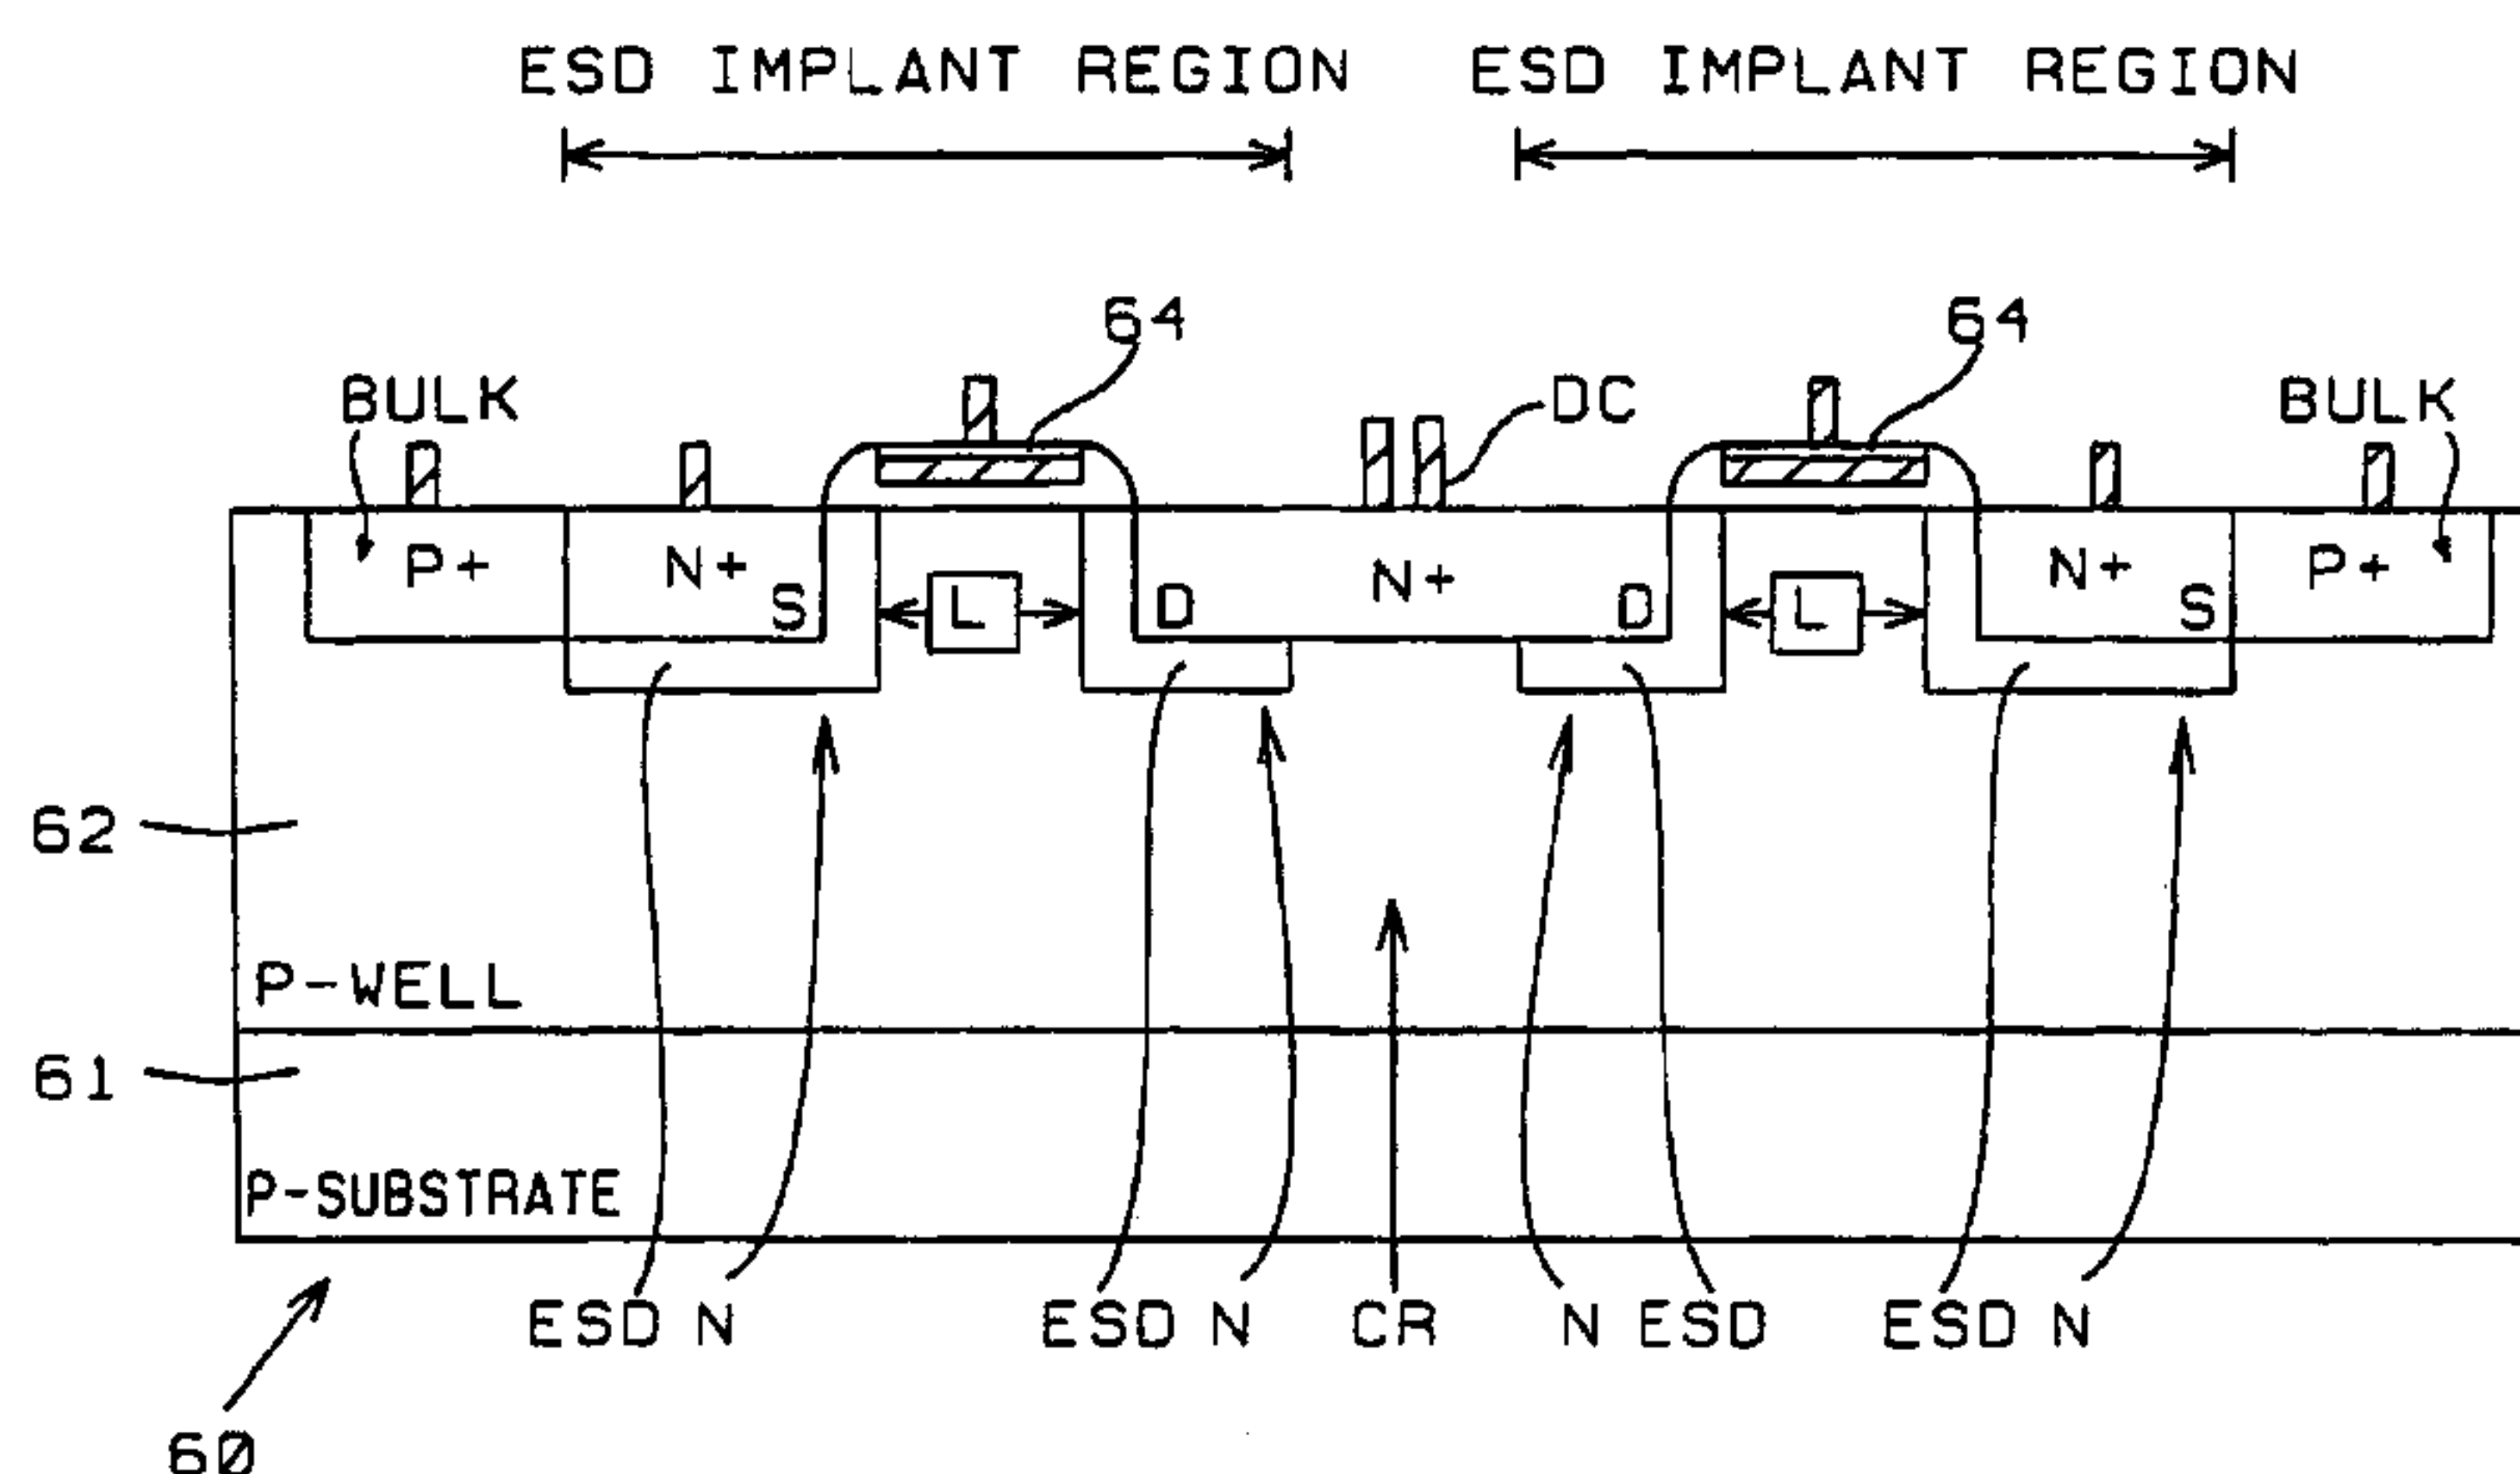 ESD IMPLANT REGION ESD IMPLANT REGION
64 64
BULK DC BULK
P+ N+ N+ N+ P+
S L D D L S
62
P-WELL
61
P-SUBSTRATE
ESD N ESD N CR N ESD ESD N
60